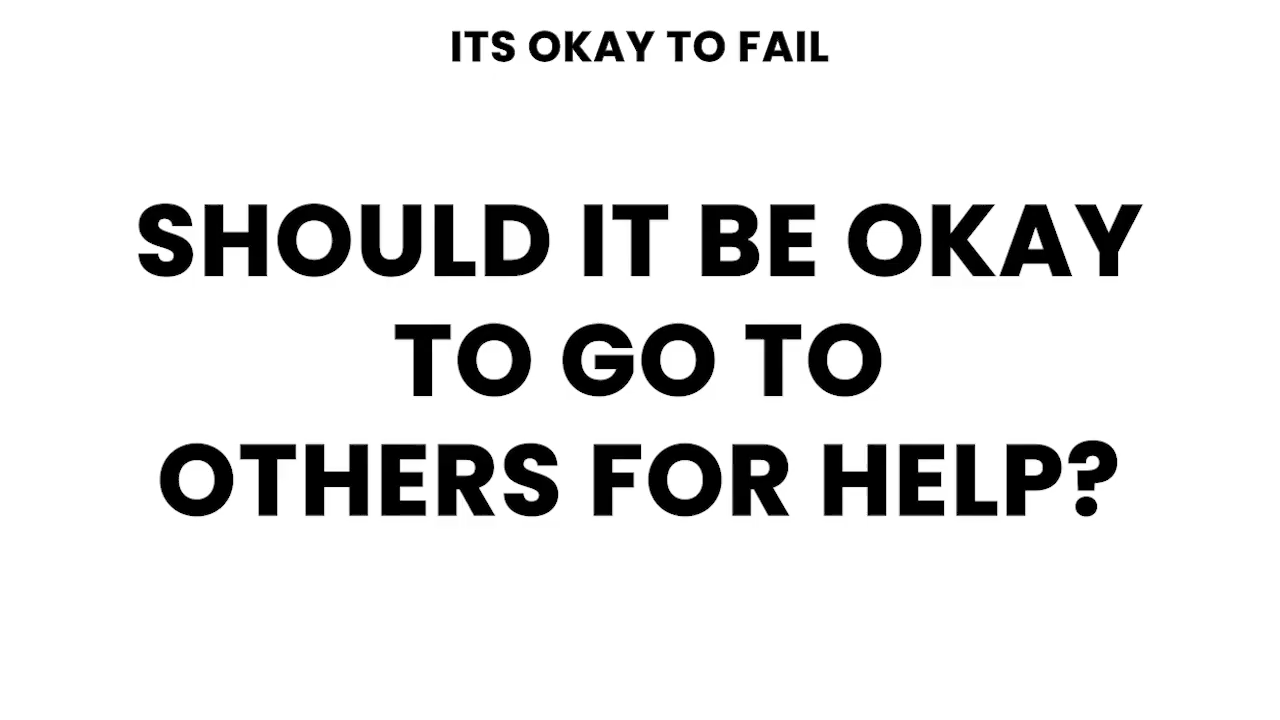 ITS OKAY TO FAIL
SHOULD IT BE OKAY
TO GO TO
OTHERS FOR HELP?